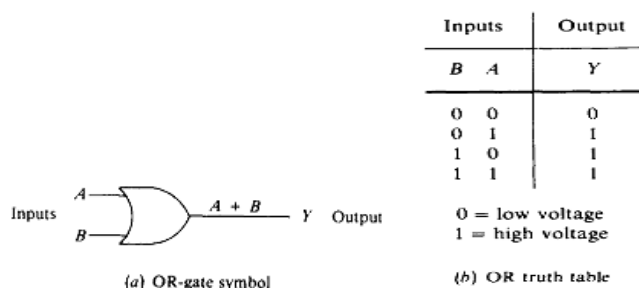 Inputs Output
B A Y
0 0 0
0 1 1
1 0 1
1 1 1
0 = low voltage
1 = high voltage
(b) OR truth table
A
Inputs A + B Y Output
B
(a) OR-gate symbol